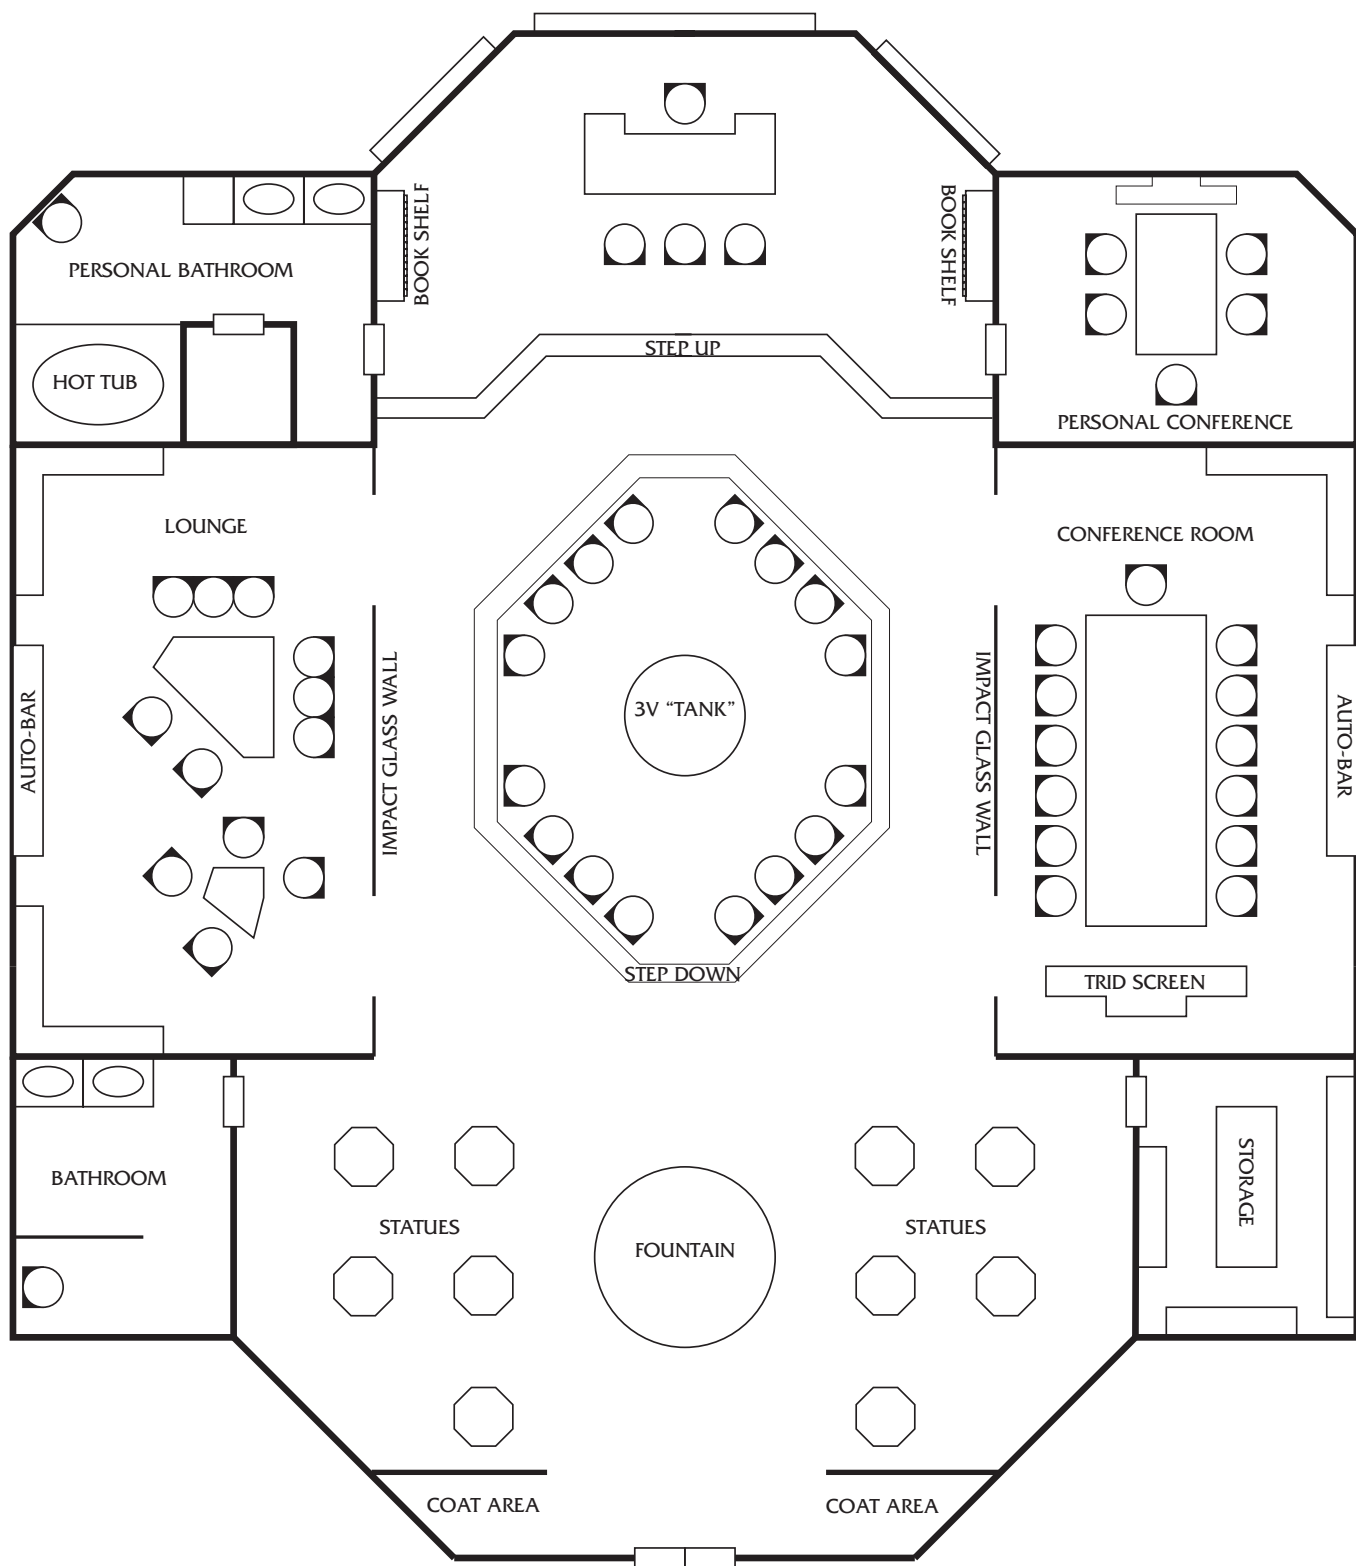 BOOK SHELF
BOOK SHELF
PERSONAL BATHROOM
STEP UP
HOT TUB
PERSONAL CONFERENCE
LOUNGE
CONFERENCE ROOM
AUTO-BAR
IMPACT GLASS WALL
3V “TANK”
IMPACT GLASS WALL
AUTO-BAR
STEP DOWN
TRID SCREEN
BATHROOM
STATUES
FOUNTAIN
STATUES
STORAGE
COAT AREA
COAT AREA